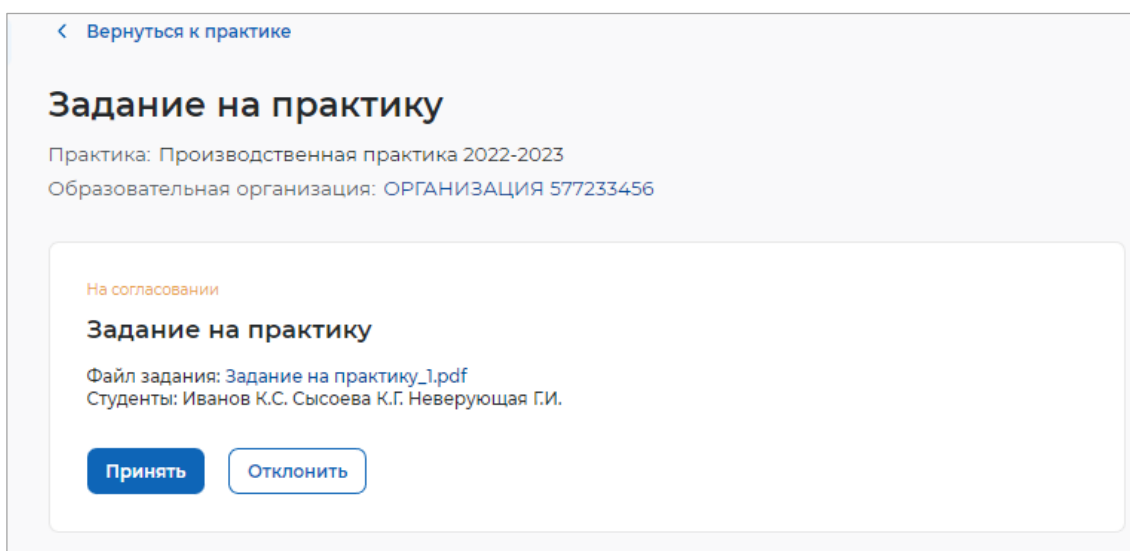 Вернуться к практике
Задание на практику
Практика: Производственная практика 2022-2023
Образовательная организация: ОРГАНИЗАЦИЯ 577233456
На согласовании
Задание на практику
Файл задания: Задание на практику_1.pdf
Студенты: Иванов К.С. Сысоева К.Г. Неверующая Г.И.
Принять Отклонить